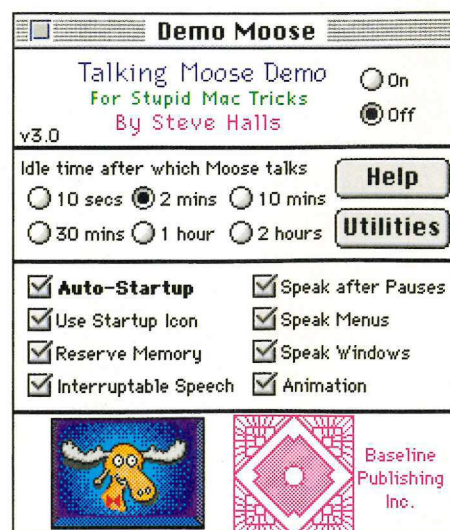 Demo Moose
Talking Moose Demo
For Stupid Mac Tricks
By Steve Halls
v3.0
On
Off
Idle time after which Moose talks
10 secs 2 mins 10 mins
30 mins 1 hour 2 hours
Help
Utilities
Auto-Startup
Use Startup Icon
Reserve Memory
Interruptable Speech
Speak after Pauses
Speak Menus
Speak Windows
Animation
Baseline
Publishing
Inc.